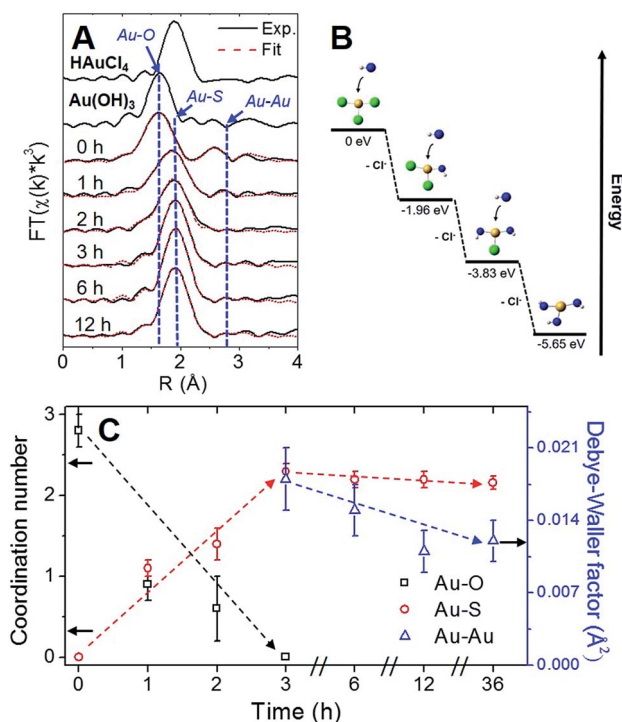 A
Exp.
Fit
HAuCl₄
Au-O
Au(OH)₃
Au-S
Au-Au
0 h
1 h
2 h
3 h
6 h
12 h
FT(χ(k)*k³)
0 1 2 3 4
R (Å)
B
0 eV
- Cl⁻
-1.96 eV
- Cl⁻
-3.83 eV
- Cl⁻
-5.65 eV
Energy
C
Coordination number
3
2
1
0
0.021
0.014
0.007
0.000
Debye-Waller factor (Å²)
Au-O
Au-S
Au-Au
0 1 2 3 6 12 36
Time (h)